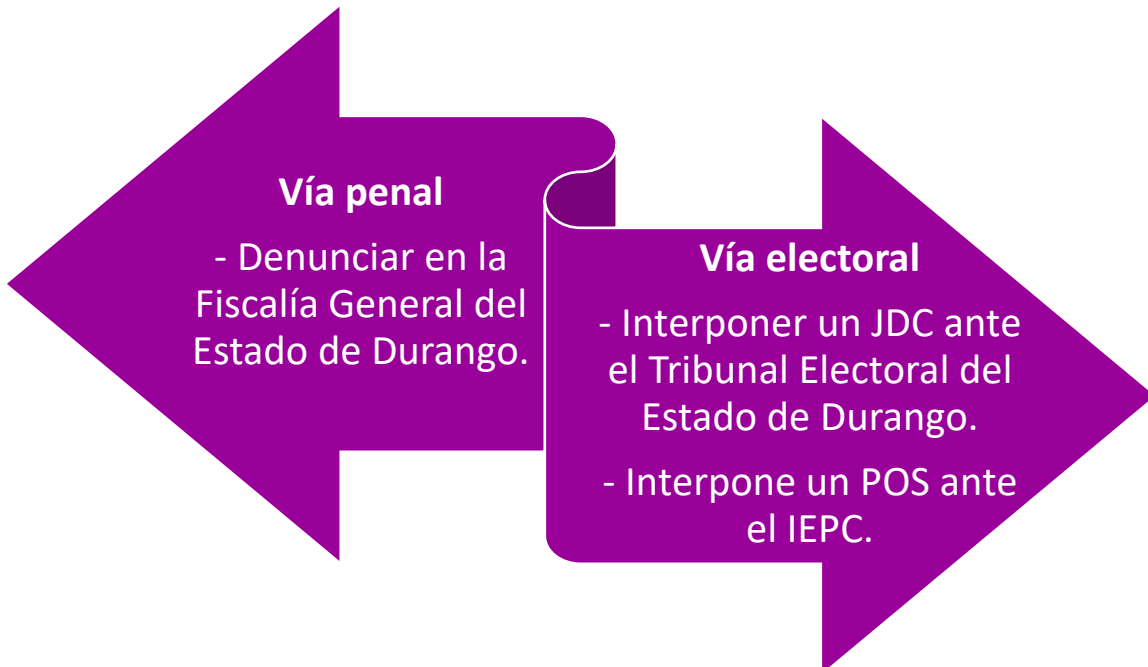 Vía penal
- Denunciar en la
Fiscalía General del
Estado de Durango.
Vía electoral
- Interponer un JDC ante
el Tribunal Electoral del
Estado de Durango.
- Interpone un POS ante
el IEPC.